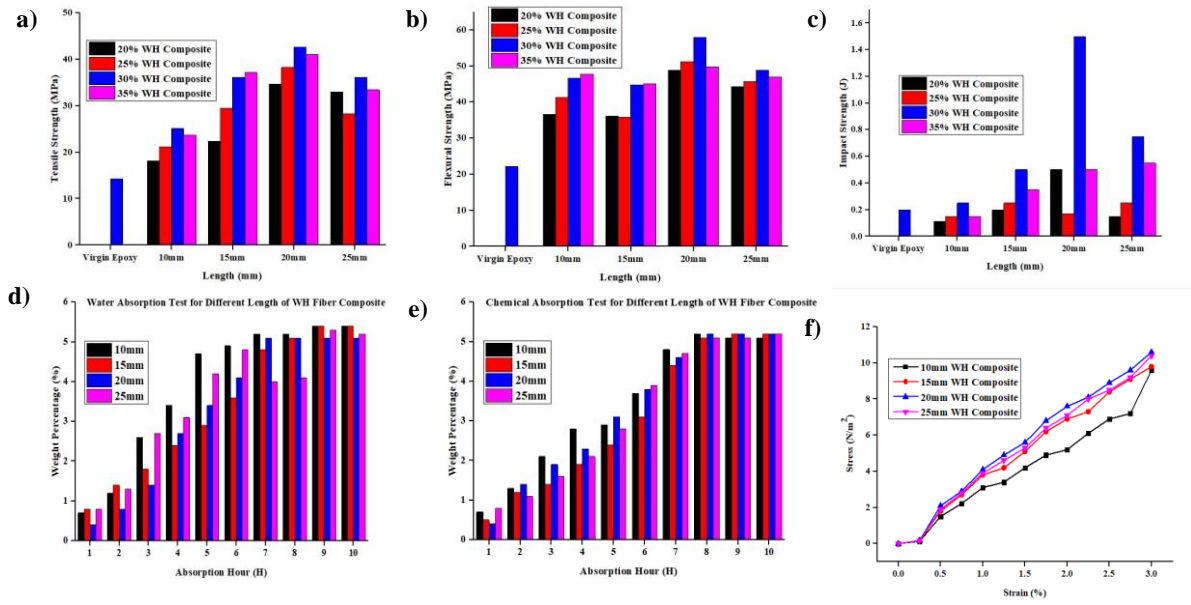 a)
50
40
30
20
10
0
Tensile Strength (MPa)
20% WH Composite
25% WH Composite
30% WH Composite
35% WH Composite
Virgin Epoxy 10mm 15mm 20mm 25mm
Length (mm)
b)
60
50
40
30
20
10
0
Flexural Strength (MPa)
20% WH Composite
25% WH Composite
30% WH Composite
35% WH Composite
Virgin Epoxy 10mm 15mm 20mm 25mm
Length (mm)
c)
1.6
1.4
1.2
1.0
0.8
0.6
0.4
0.2
0.0
Impact Strength (J)
20% WH Composite
25% WH Composite
30% WH Composite
35% WH Composite
Virgin Epoxy 10mm 15mm 20mm 25mm
Length (mm)
d)
Water Absorption Test for Different Length of WH Fiber Composite
6
5
4
3
2
1
0
Weight Percentage (%)
10mm
15mm
20mm
25mm
1 2 3 4 5 6 7 8 9 10
Absorption Hour (H)
e)
Chemical Absorption Test for Different Length of WH Fiber Composite
6
5
4
3
2
1
0
Weight Percentage (%)
10mm
15mm
20mm
25mm
1 2 3 4 5 6 7 8 9 10
Absorption Hour (H)
f)
12
10
8
6
4
2
0
Stress (N/m²)
10mm WH Composite
15mm WH Composite
20mm WH Composite
25mm WH Composite
0.0 0.5 1.0 1.5 2.0 2.5 3.0
Strain (%)